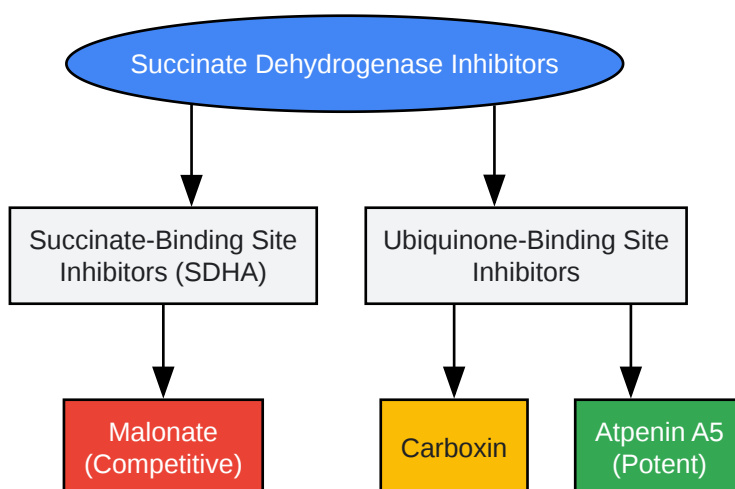 Succinate Dehydrogenase Inhibitors
Succinate-Binding Site
Inhibitors (SDHA)
Ubiquinone-Binding Site
Inhibitors
Malonate
(Competitive)
Carboxin
Atpenin A5
(Potent)